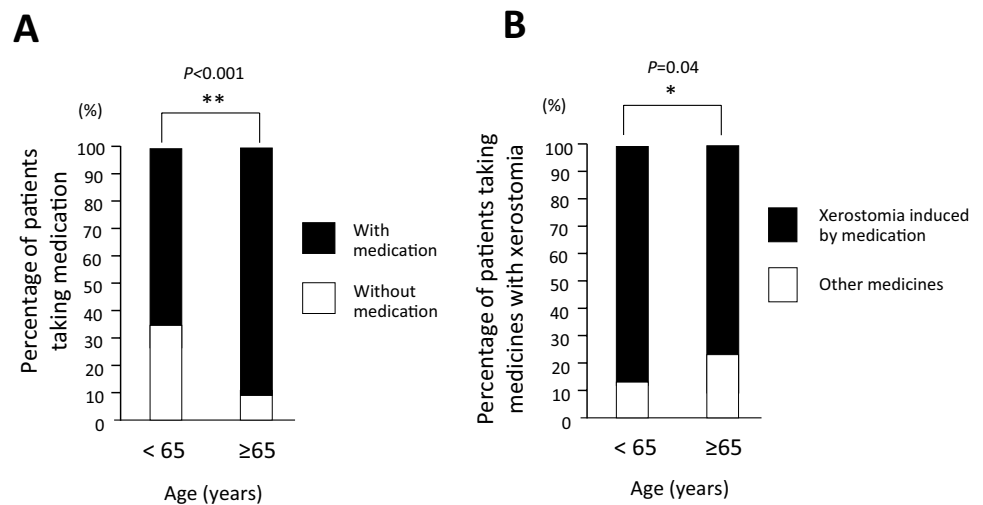 A
P<0.001
**
(%)
Percentage of patients
taking medication
100
90
80
70
60
50
40
30
20
10
0
< 65
≥65
Age (years)
With
medication
Without
medication
B
P=0.04
*
(%)
Percentage of patients taking
medicines with xerostomia
100
90
80
70
60
50
40
30
20
10
0
< 65
≥65
Age (years)
Xerostomia induced
by medication
Other medicines